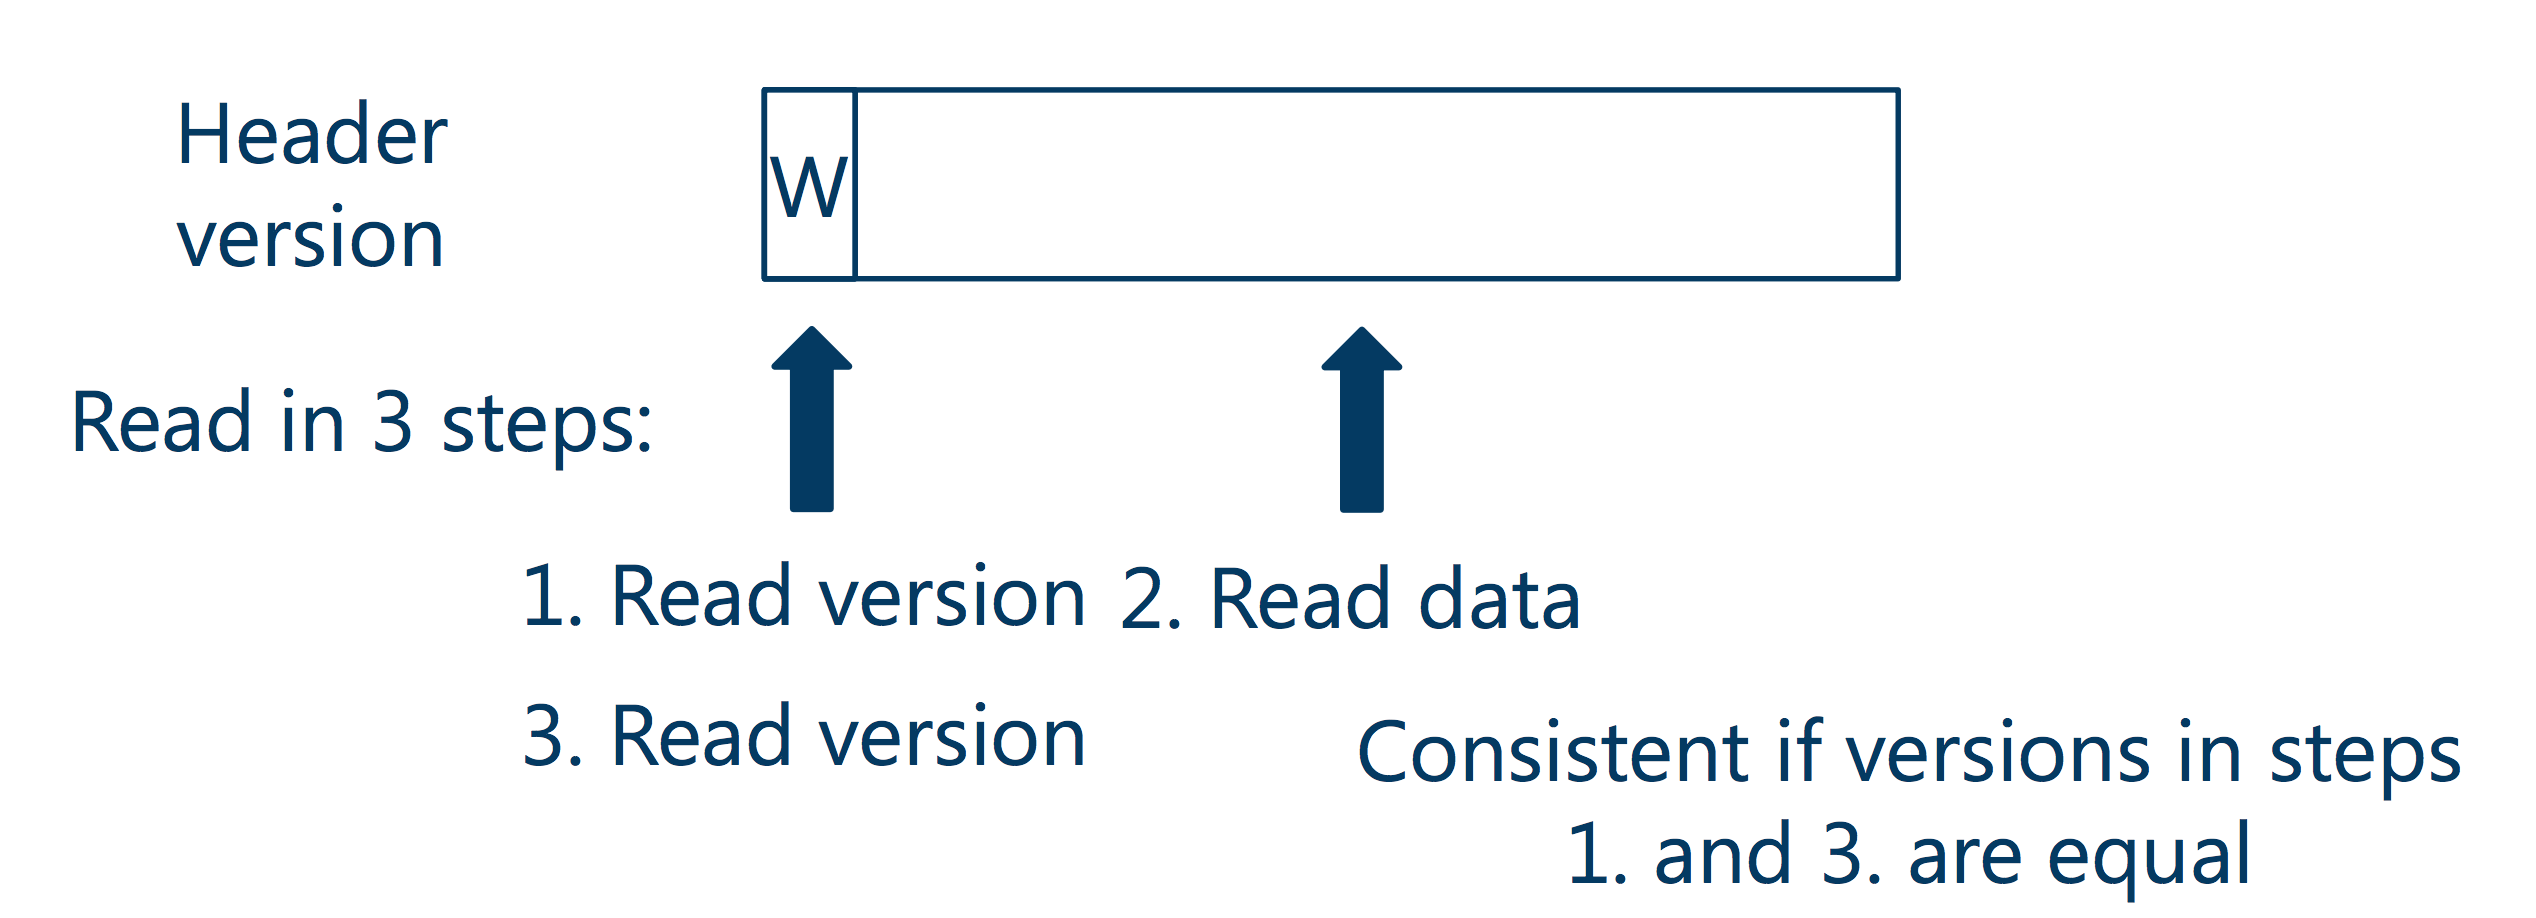 Header
version
W
Read in 3 steps:
1. Read version
2. Read data
3. Read version
Consistent if versions in steps
1. and 3. are equal